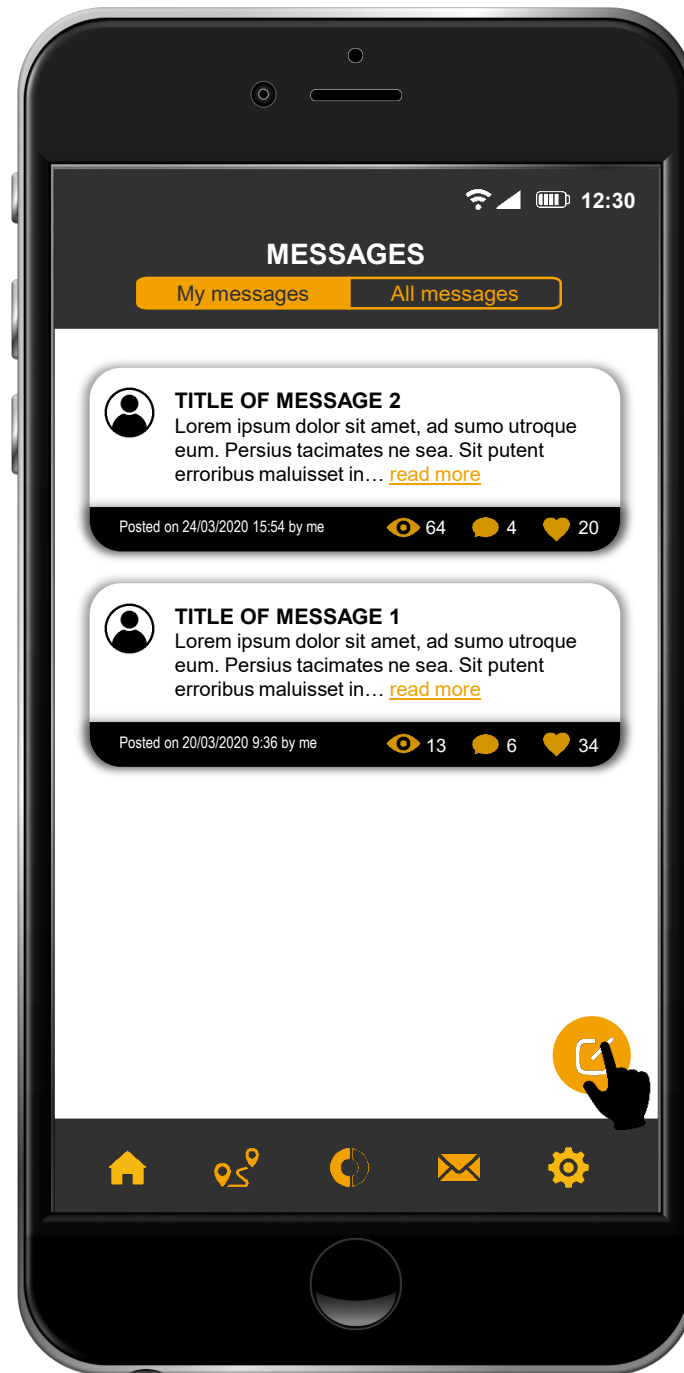 12:30
MESSAGES
My messages All messages
TITLE OF MESSAGE 2
Lorem ipsum dolor sit amet, ad sumo utroque
eum. Persius tacimates ne sea. Sit putent
erroribus maluisset in… read more
Posted on 24/03/2020 15:54 by me 64 4 20
TITLE OF MESSAGE 1
Lorem ipsum dolor sit amet, ad sumo utroque
eum. Persius tacimates ne sea. Sit putent
erroribus maluisset in… read more
Posted on 20/03/2020 9:36 by me 13 6 34